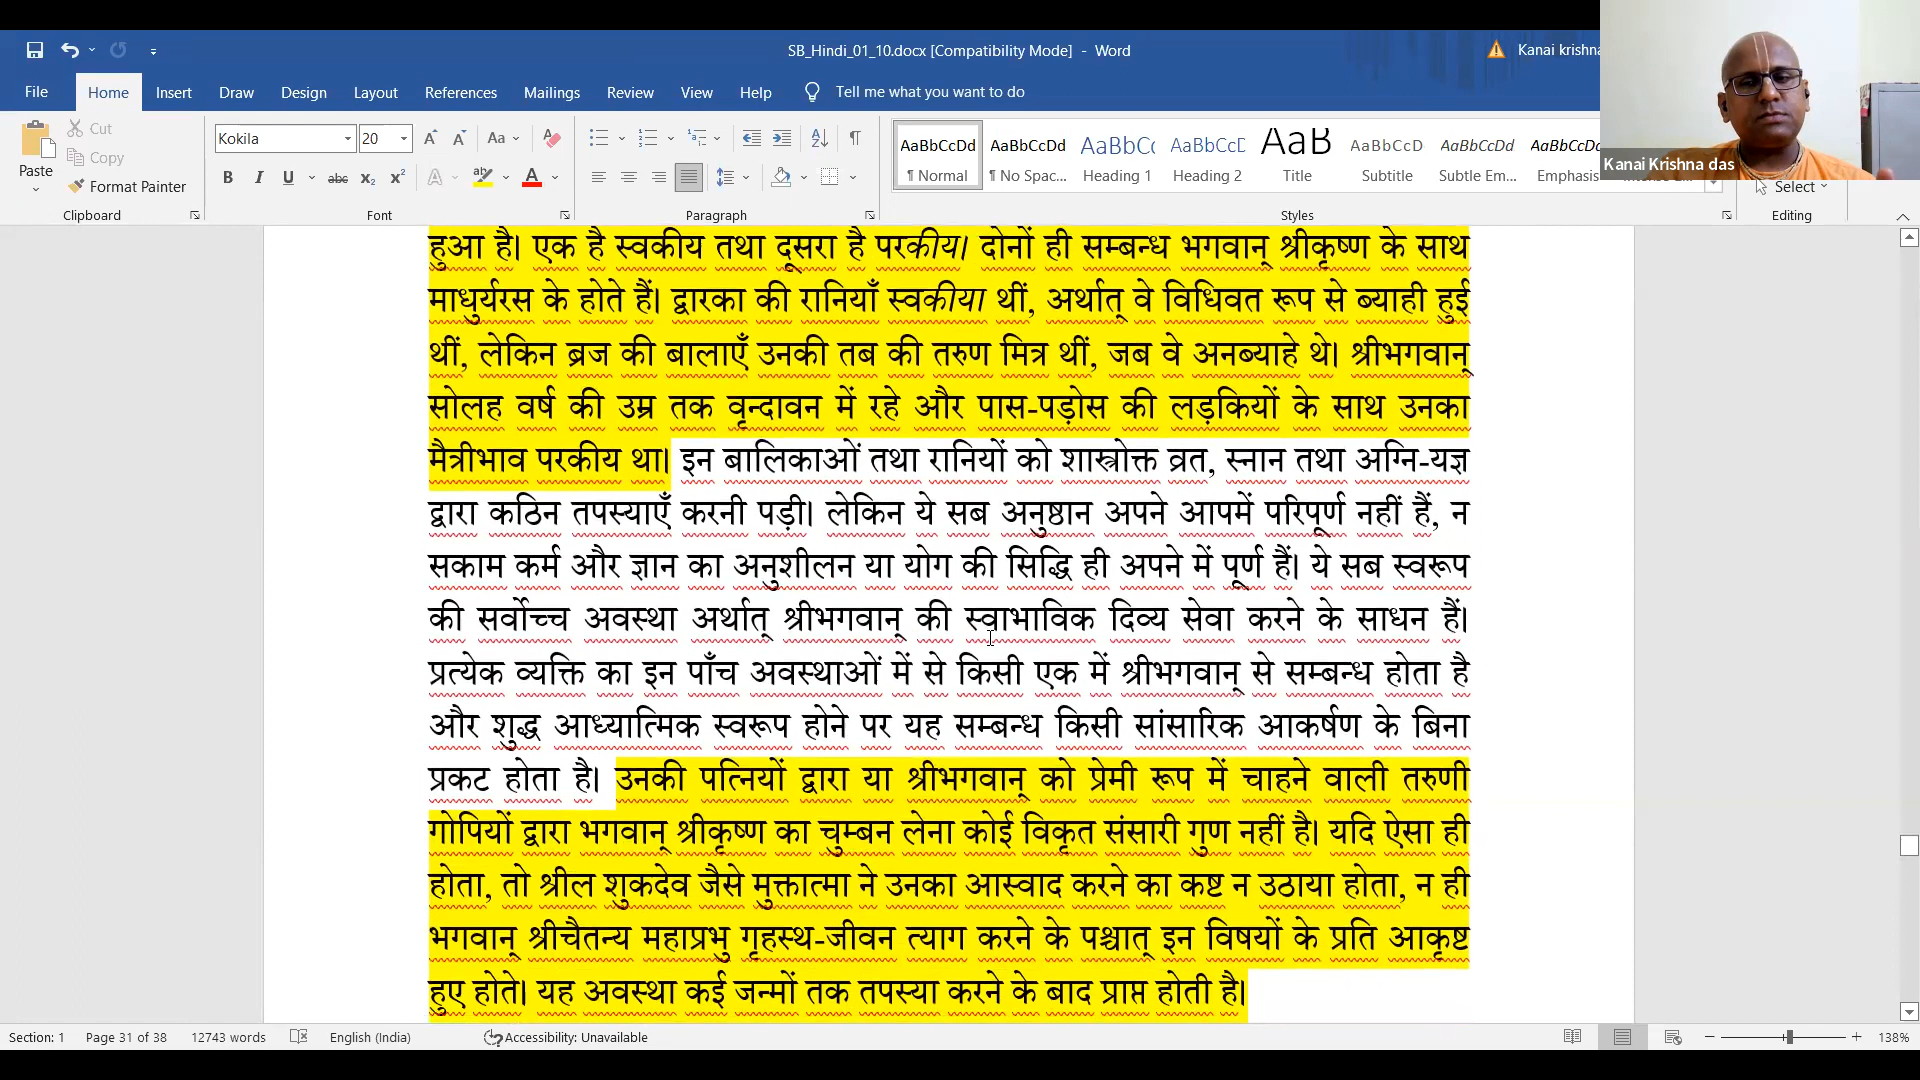 SB_Hindi_01_10.docx [Compatibility Mode] - Word
Kanai krishna
File Home Insert Draw Design Layout References Mailings Review View Help Tell me what you want to do
Cut
Copy
Paste
Format Painter
Clipboard
Kokila 20
Font
Paragraph
AaBbCcDd AaBbCcDd AaBbC AaBbC AaB AaBbCcD AaBbCcDd AaBbCcDd
¶ Normal ¶ No Spac... Heading 1 Heading 2 Title Subtitle Subtle Em... Emphasis
Styles
Select
Editing
Kanai Krishna das
हुआ है। एक है स्वकीय तथा दूसरा है परकीय। दोनों ही सम्बन्ध भगवान् श्रीकृष्ण के साथ
माधुर्यरस के होते हैं। द्वारका की रानियाँ स्वकीया थीं, अर्थात् वे विधिवत रूप से ब्याही हुई
थीं, लेकिन ब्रज की बालाएँ उनकी तब की तरुण मित्र थीं, जब वे अनब्याहे थे। श्रीभगवान्
सोलह वर्ष की उम्र तक वृन्दावन में रहे और पास-पड़ोस की लड़कियों के साथ उनका
मैत्रीभाव परकीय था। इन बालिकाओं तथा रानियों को शास्त्रोक्त व्रत, स्नान तथा अग्नि-यज्ञ
द्वारा कठिन तपस्याएँ करनी पड़ी। लेकिन ये सब अनुष्ठान अपने आपमें परिपूर्ण नहीं हैं, न
सकाम कर्म और ज्ञान का अनुशीलन या योग की सिद्धि ही अपने में पूर्ण हैं। ये सब स्वरूप
की सर्वोच्च अवस्था अर्थात् श्रीभगवान् की स्वाभाविक दिव्य सेवा करने के साधन हैं।
प्रत्येक व्यक्ति का इन पाँच अवस्थाओं में से किसी एक में श्रीभगवान् से सम्बन्ध होता है
और शुद्ध आध्यात्मिक स्वरूप होने पर यह सम्बन्ध किसी सांसारिक आकर्षण के बिना
प्रकट होता है। उनकी पत्नियों द्वारा या श्रीभगवान् को प्रेमी रूप में चाहने वाली तरुणी
गोपियों द्वारा भगवान् श्रीकृष्ण का चुम्बन लेना कोई विकृत संसारी गुण नहीं है। यदि ऐसा ही
होता, तो श्रील शुकदेव जैसे मुक्तात्मा ने उनका आस्वाद करने का कष्ट न उठाया होता, न ही
भगवान् श्रीचैतन्य महाप्रभु गृहस्थ-जीवन त्याग करने के पश्चात् इन विषयों के प्रति आकृष्ट
हुए होते। यह अवस्था कई जन्मों तक तपस्या करने के बाद प्राप्त होती है।
Section: 1 Page 31 of 38 12743 words English (India) Accessibility: Unavailable 138%